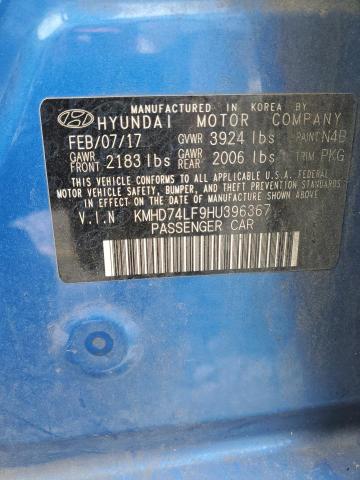 MANUFACTURED IN KOREA BY
HYUNDAI MOTOR COMPANY
FEB/07/17 GVWR 3924 lbs PAINT N4B
GAWR FRONT 2183 lbs GAWR REAR 2006 lbs TRIM PKG
THIS VEHICLE CONFORMS TO ALL APPLICABLE U.S.A. FEDERAL
MOTOR VEHICLE SAFETY, BUMPER, AND THEFT PREVENTION
STANDARDS IN EFFECT ON THE DATE OF MANUFACTURE SHOWN ABOVE.
V.I.N KMHD74LF9HU396367
PASSENGER CAR